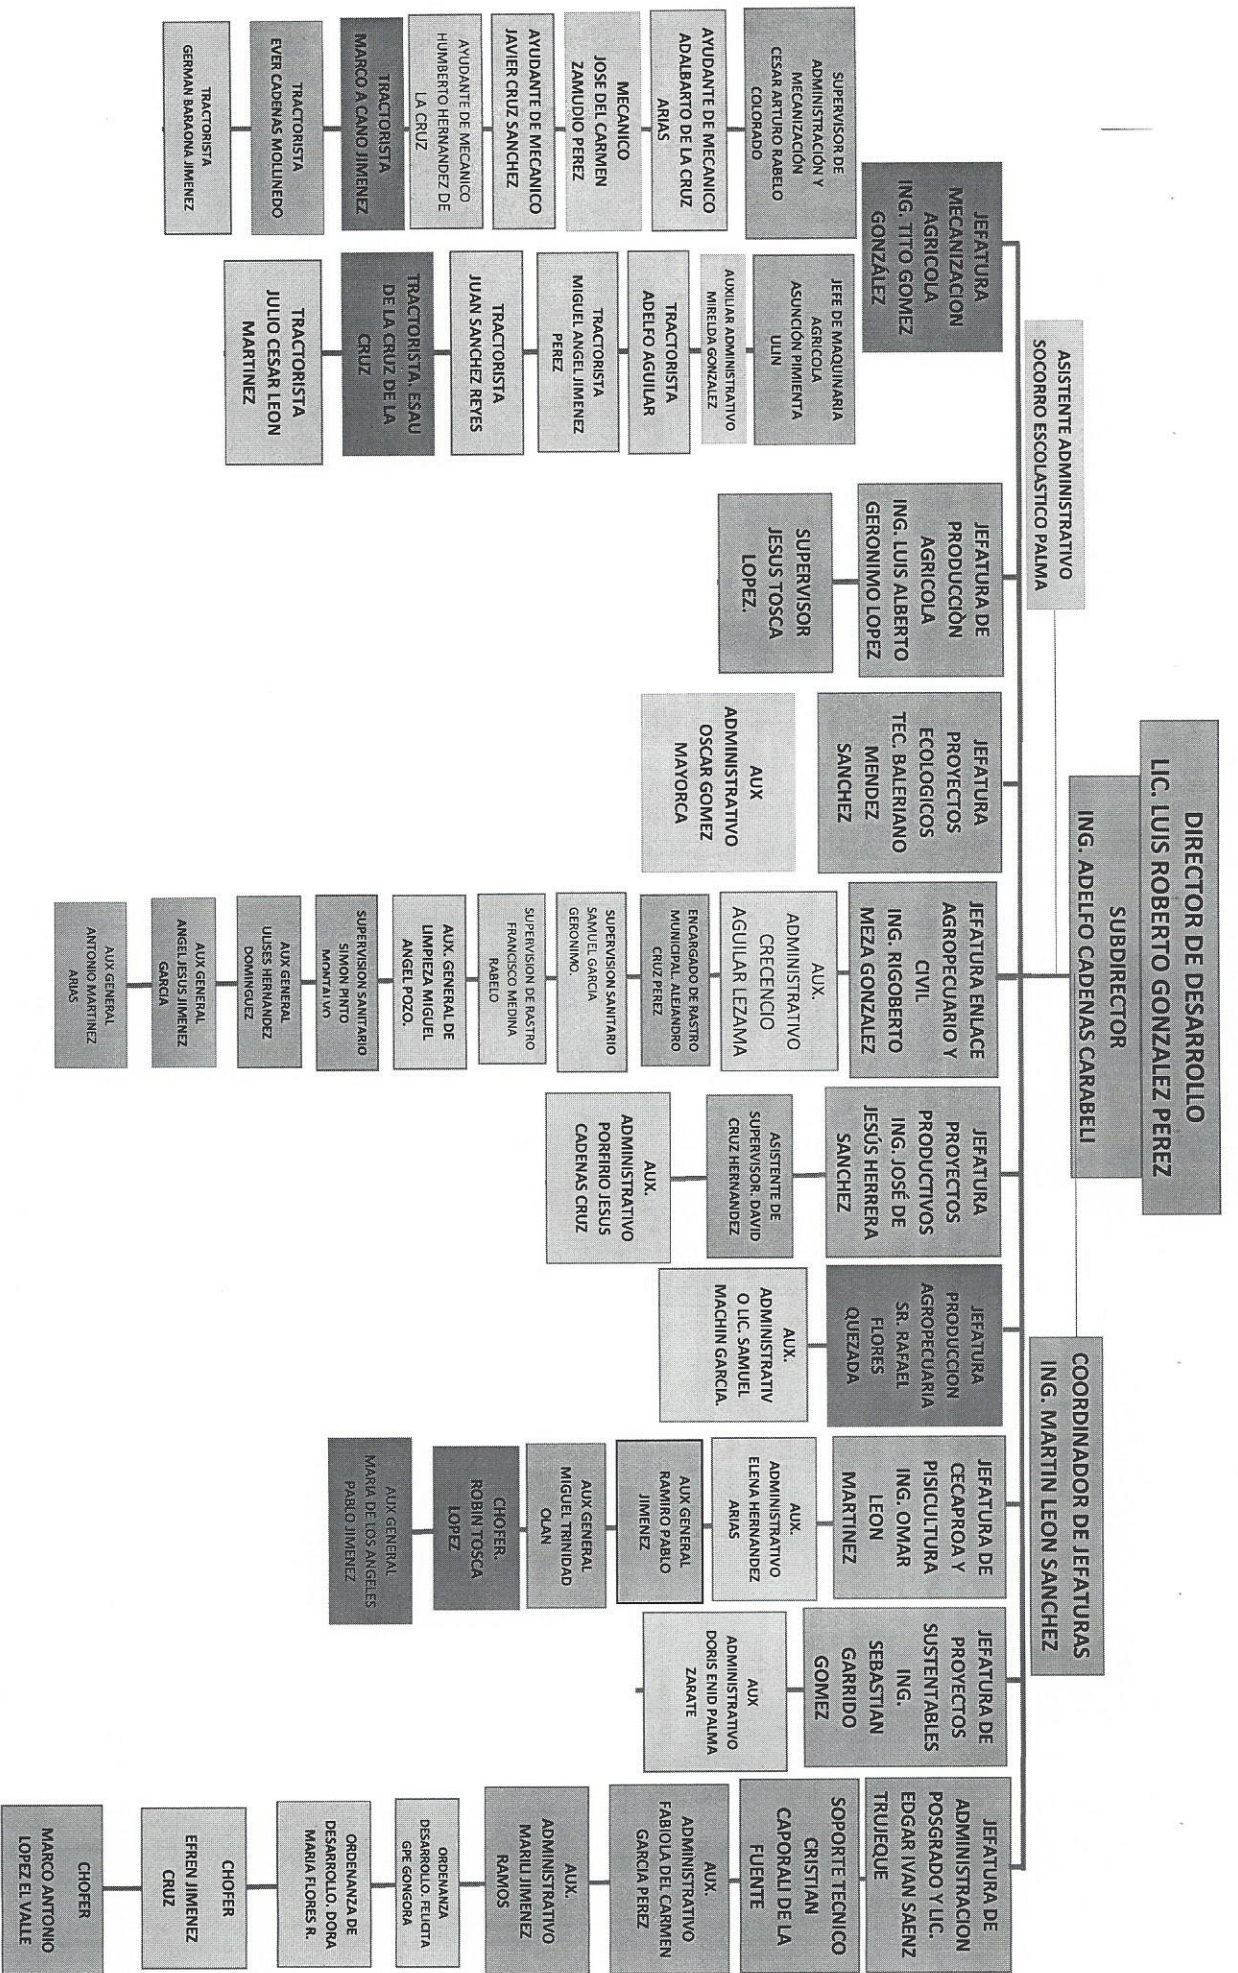 DIRECTOR DE DESARROLLO
LIC. LUIS ROBERTO GONZALEZ PEREZ
SUBDIRECTOR
ING. ADELFO CADENAS CARABELI
ASISTENTE ADMINISTRATIVO
SOCORRO ESCOLASTICO PALMA
COORDINADOR DE JEFATURAS
ING. MARTIN LEON SANCHEZ
JEFATURA
MECANIZACION
AGRICOLA
ING. TITO GOMEZ
GONZÁLEZ
SUPERVISOR DE
ADMINISTRACIÓN Y
MECANIZACIÓN
CESAR ARTURO RABELO
COLORADO
AYUDANTE DE MECANICO
ADALBARTO DE LA CRUZ
ARIAS
MECANICO
JOSE DEL CARMEN
ZAMUDIO PEREZ
AYUDANTE DE MECANICO
JAVIER CRUZ SANCHEZ
AYUDANTE DE MECANICO
HUMBERTO HERNANDEZ DE
LA CRUZ
TRACTORISTA
MARCO A CANO JIMENEZ
TRACTORISTA
EVER CADENAS MOLLINEDO
TRACTORISTA
GERMAN BARAONA JIMENEZ
JEFE DE MAQUINARIA
AGRICOLA
ASUNCIÓN PIMIENTA
ULIN
AUXILIAR ADMINISTRATIVO
MIRELDA GONZALEZ
TRACTORISTA
ADELFO AGUILAR
TRACTORISTA
MIGUEL ANGEL JIMENEZ
PEREZ
TRACTORISTA
JUAN SANCHEZ REYES
TRACTORISTA. ESAU
DE LA CRUZ DE LA
CRUZ
TRACTORISTA
JULIO CESAR LEON
MARTINEZ
JEFATURA DE
PRODUCCIÒN
AGRICOLA
ING. LUIS ALBERTO
GERONIMO LOPEZ
SUPERVISOR
JESUS TOSCA
LOPEZ.
JEFATURA
PROYECTOS
ECOLOGICOS
TEC. BALERIANO
MENDEZ
SANCHEZ
AUX
ADMINISTRATIVO
OSCAR GOMEZ
MAYORCA
JEFATURA ENLACE
AGROPECUARIO Y
CIVIL
ING. RIGOBERTO
MEZA GONZALEZ
AUX.
ADMINISTRATIVO
CRECENCIO
AGUILAR LEZAMA
ENCARGADO DE RASTRO
MUNICIPAL. ALEJANDRO
CRUZ PEREZ
SUPERVISION SANITARIO
SAMUEL GARCIA
GERONIMO.
SUPERVISION DE RASTRO
FRANCISCO MEDINA
RABELO
AUX. GENERAL DE
LIMPIEZA MIGUEL
ANGEL POZO.
SUPERVISION SANITARIO
SIMON PINTO
MONTALVO
AUX GENERAL
ULISES HERNANDEZ
DOMINGUEZ
AUX GENERAL
ANGEL JESUS JIMENEZ
GARCIA
AUX GENERAL
ANTONIO MARTINEZ
ARIAS
JEFATURA
PROYECTOS
PRODUCTIVOS
ING. JOSÉ DE
JESÚS HERRERA
SANCHEZ
ASISTENTE DE
SUPERVISOR. DAVID
CRUZ HERNANDEZ
AUX.
ADMINISTRATIVO
PORFIRIO JESUS
CADENAS CRUZ
JEFATURA
PRODUCCION
AGROPECUARIA
SR. RAFAEL
FLORES
QUEZADA
AUX.
ADMINISTRATIV
O LIC. SAMUEL
MACHIN GARCIA.
JEFATURA DE
CECAPROA Y
PISICULTURA
ING. OMAR
LEON
MARTINEZ
AUX.
ADMINISTRATIVO
ELENA HERNANDEZ
ARIAS
AUX GENERAL
RAMIRO PABLO
JIMENEZ
AUX GENERAL
MIGUEL TRINIDAD
OLAN
CHOFER.
ROBIN TOSCA
LOPEZ
AUX GENERAL
MARIA DE LOS ANGELES
PABLO JIMENEZ
JEFATURA DE
PROYECTOS
SUSTENTABLES
ING.
SEBASTIAN
GARRIDO
GOMEZ
AUX
ADMINISTRATIVO
DORIS ENID PALMA
ZARATE
JEFATURA DE
ADMINISTRACION
POSGRADO Y LIC.
EDGAR IVAN SAENZ
TRUJEQUE
SOPORTE TECNICO
CRISTIAN
CAPORALI DE LA
FUENTE
AUX.
ADMINISTRATIVO
FABIOLA DEL CARMEN
GARCIA PEREZ
AUX.
ADMINISTRATIVO
MARILI JIMENEZ
RAMOS
ORDENANZA
DESARROLLO. FELICITA
GPE GONGORA
ORDENANZA DE
DESARROLLO. DORA
MARIA FLORES R.
CHOFER
EFREN JIMENEZ
CRUZ
CHOFER
MARCO ANTONIO
LOPEZ EL VALLE